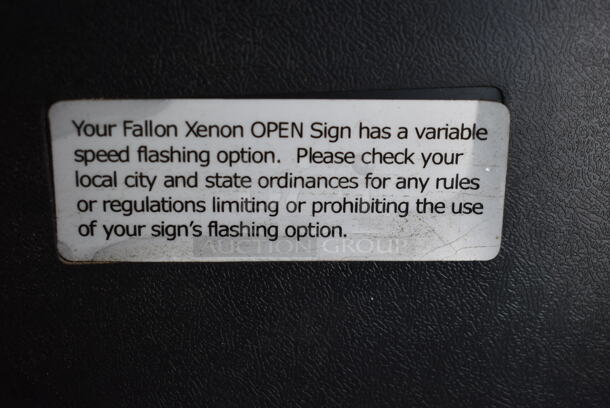 Your Fallon Xenon OPEN Sign has a variable
speed flashing option.  Please check your
local city and state ordinances for any rules
or regulations limiting or prohibiting the use
of your sign's flashing option.
AUCTION GROUP